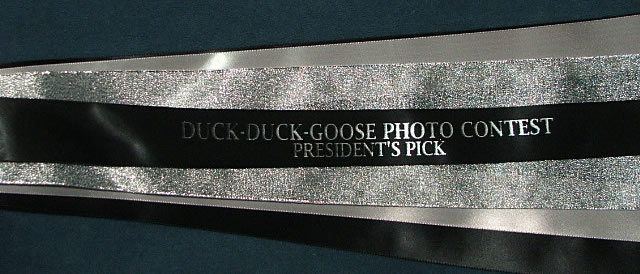 DUCK-DUCK-GOOSE PHOTO CONTEST
PRESIDENT'S PICK